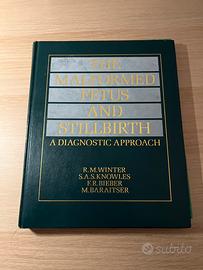 THE
MALFORMED
FETUS
AND
STILLBIRTH
A DIAGNOSTIC APPROACH
R. M. WINTER
S.A.S. KNOWLES
F. R. BIEBER
M. BARAITSER
subito